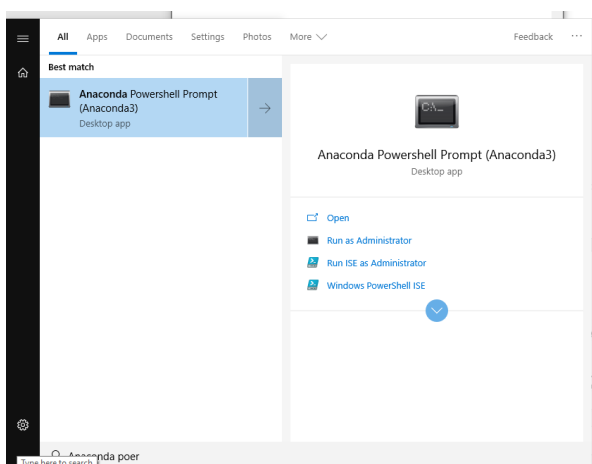 All Apps Documents Settings Photos More Feedback ...
Best match
Anaconda Powershell Prompt
(Anaconda3)
Desktop app
C:\_
Anaconda Powershell Prompt (Anaconda3)
Desktop app
Open
Run as Administrator
Run ISE as Administrator
Windows PowerShell ISE
Anaconda poer
Type here to search